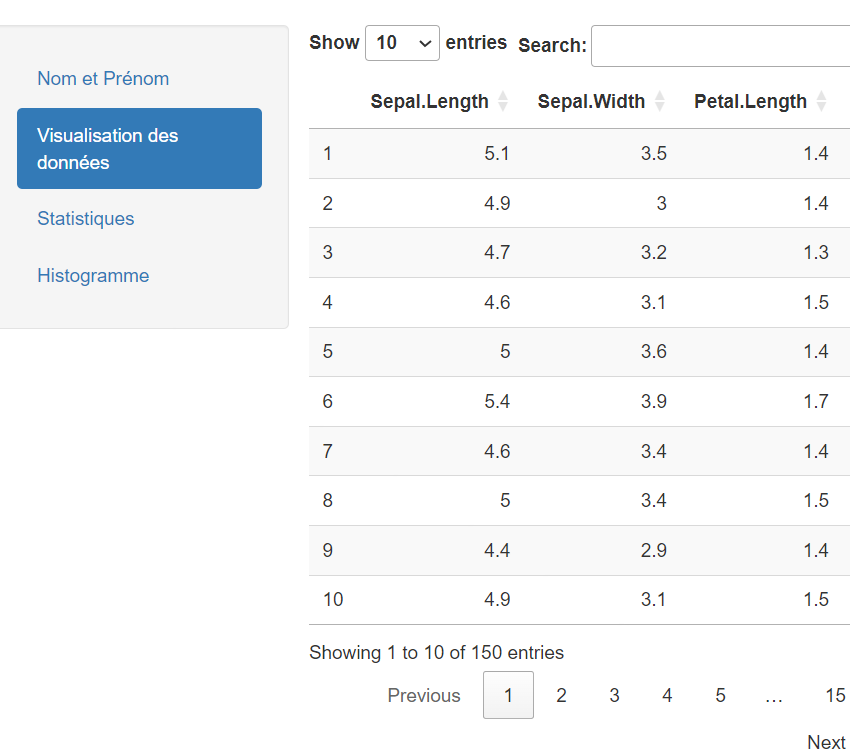 Nom et Prénom
Visualisation des
données
Statistiques
Histogramme
Show 10 entries Search:
Sepal.Length Sepal.Width Petal.Length
1 5.1 3.5 1.4
2 4.9 3 1.4
3 4.7 3.2 1.3
4 4.6 3.1 1.5
5 5 3.6 1.4
6 5.4 3.9 1.7
7 4.6 3.4 1.4
8 5 3.4 1.5
9 4.4 2.9 1.4
10 4.9 3.1 1.5
Showing 1 to 10 of 150 entries
Previous 1 2 3 4 5 … 15
Next